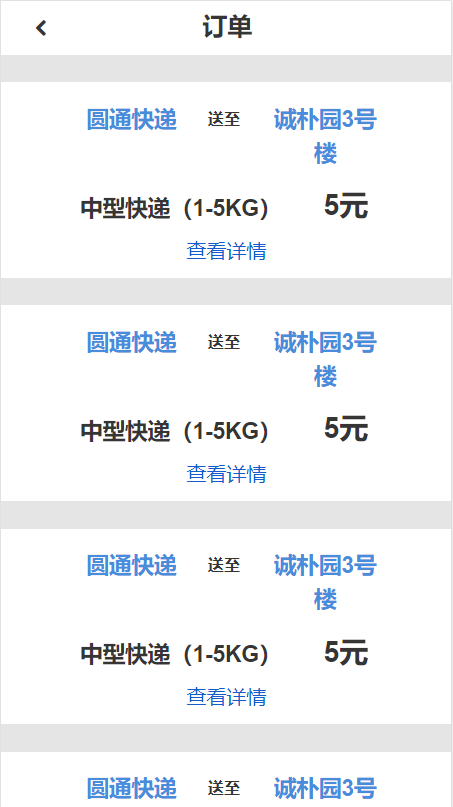 订单
圆通快递 送至 诚朴园3号
楼
中型快递（1-5KG） 5元
查看详情
圆通快递 送至 诚朴园3号
楼
中型快递（1-5KG） 5元
查看详情
圆通快递 送至 诚朴园3号
楼
中型快递（1-5KG） 5元
查看详情
圆通快递 送至 诚朴园3号